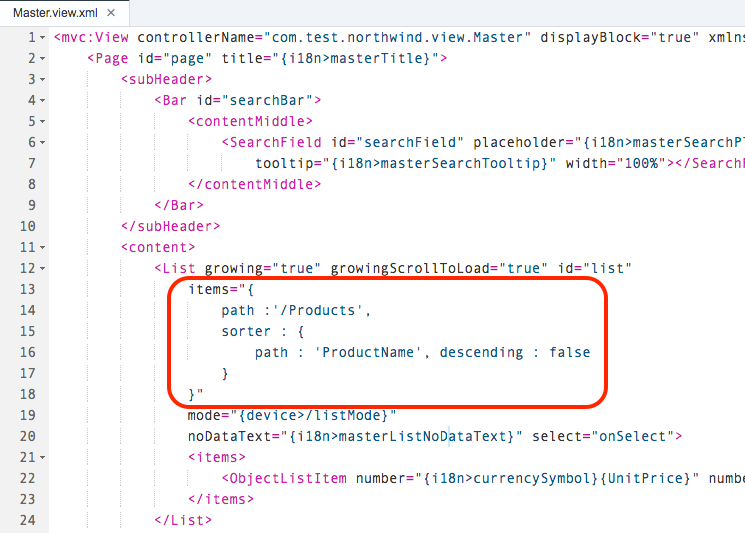 Master.view.xml ×
1 <mvc:View controllerName="com.test.northwind.view.Master" displayBlock="true" xmlns
2 <Page id="page" title="{i18n>masterTitle}">
3 <subHeader>
4 <Bar id="searchBar">
5 <contentMiddle>
6 <SearchField id="searchField" placeholder="{i18n>masterSearchPl
7 tooltip="{i18n>masterSearchTooltip}" width="100%"></SearchF
8 </contentMiddle>
9 </Bar>
10 </subHeader>
11 <content>
12 <List growing="true" growingScrollToLoad="true" id="list"
13 items="{
14 path :'/Products',
15 sorter : {
16 path : 'ProductName', descending : false
17 }
18 }"
19 mode="{device>/listMode}"
20 noDataText="{i18n>masterListNoDataText}" select="onSelect">
21 <items>
22 <ObjectListItem number="{i18n>currencySymbol}{UnitPrice}" numbe
23 </items>
24 </List>